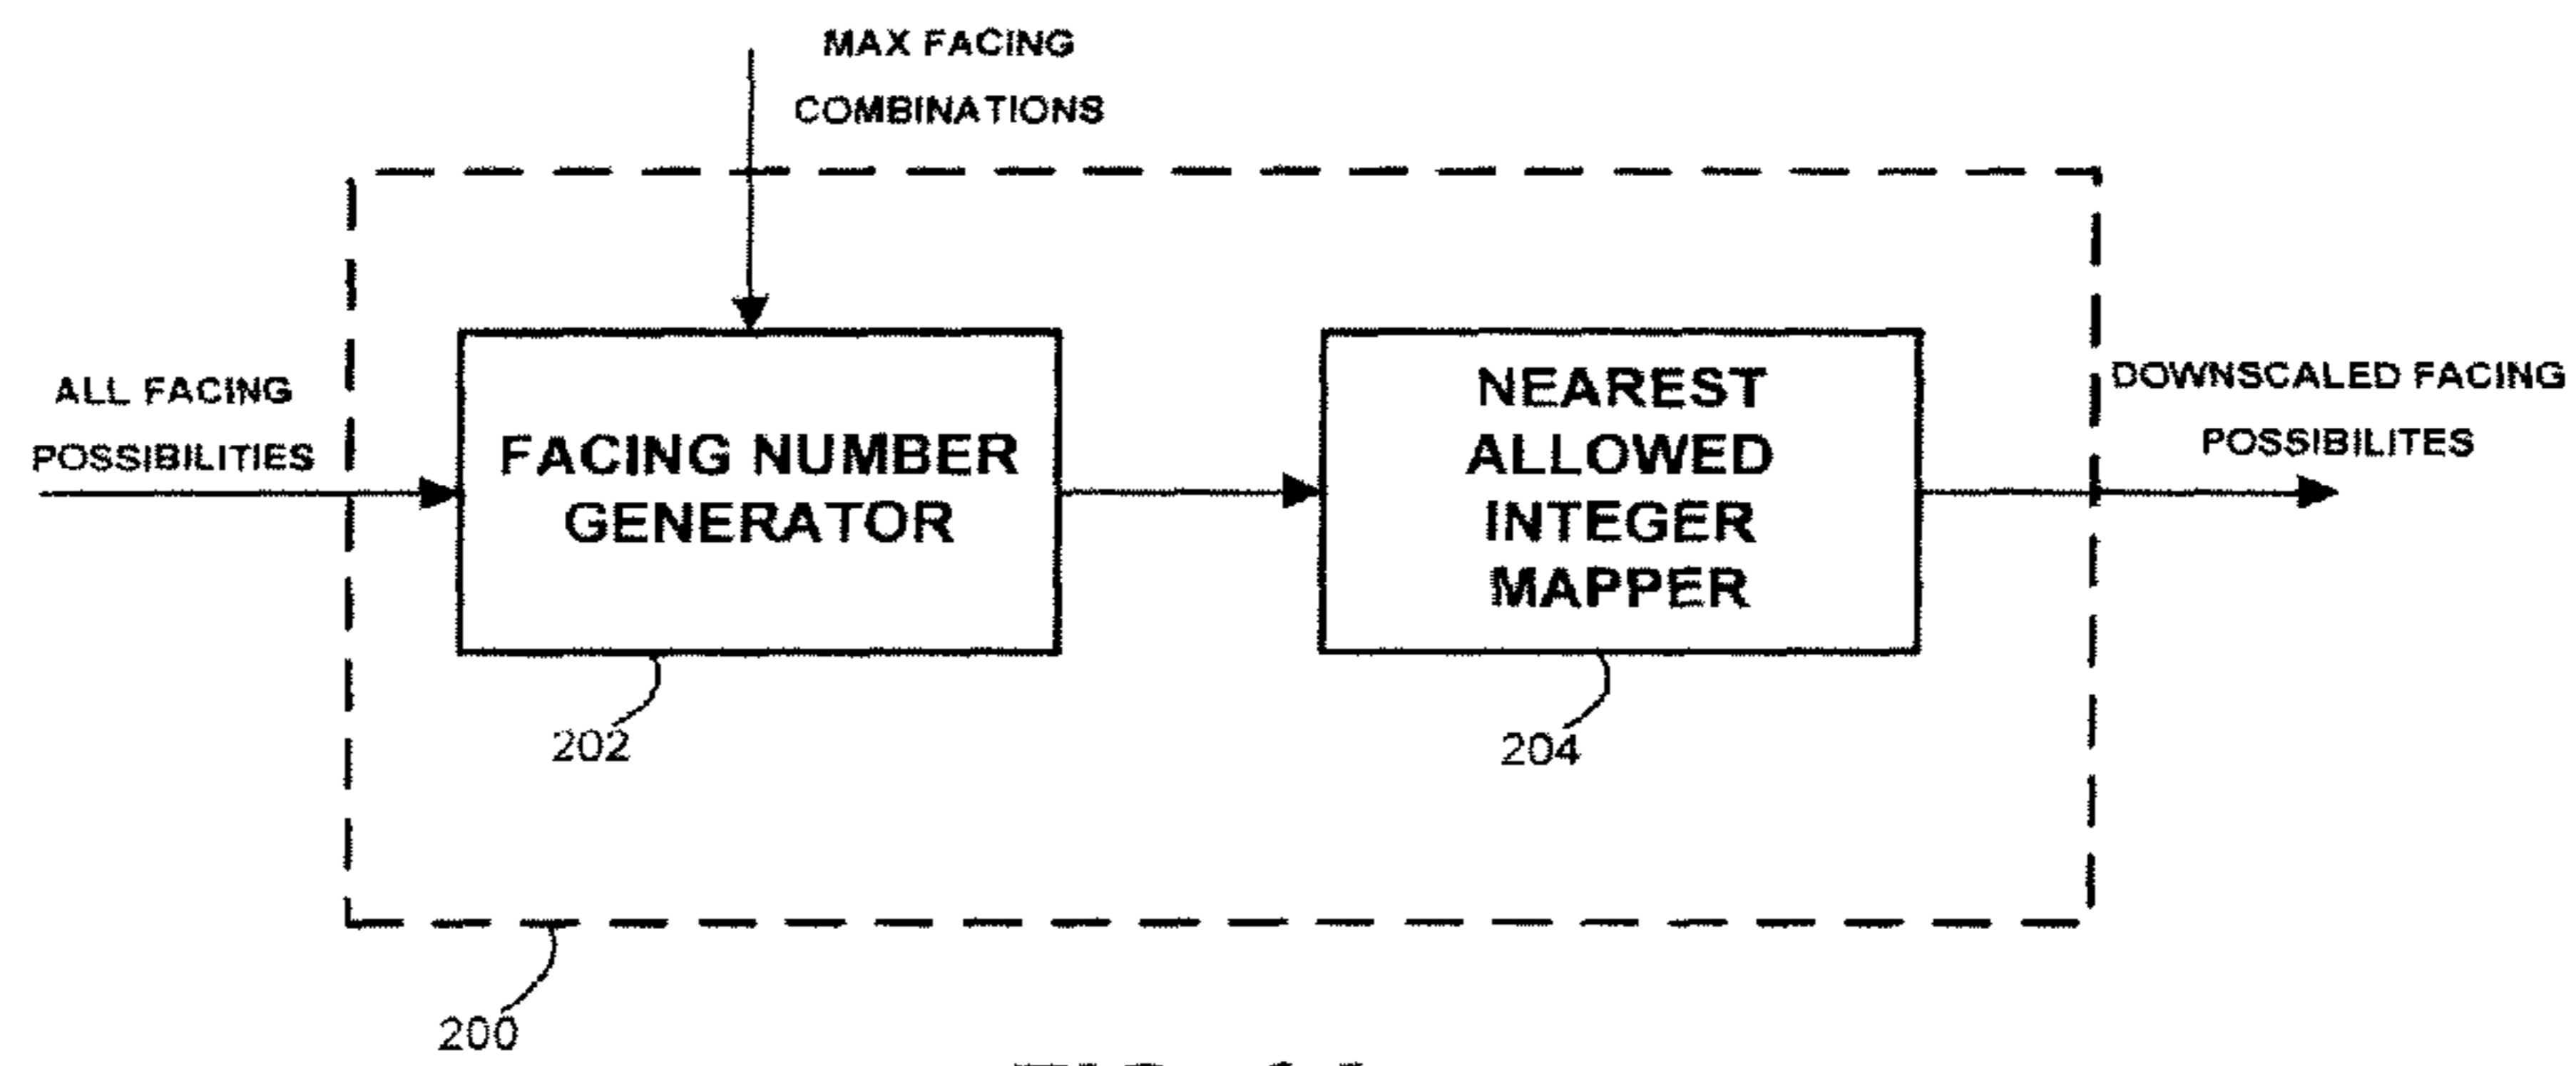 MAX FACING
COMBINATIONS
ALL FACING
POSSIBILITIES
FACING NUMBER
GENERATOR
NEAREST
ALLOWED
INTEGER
MAPPER
DOWNSCALED FACING
POSSIBILITES
202
204
200